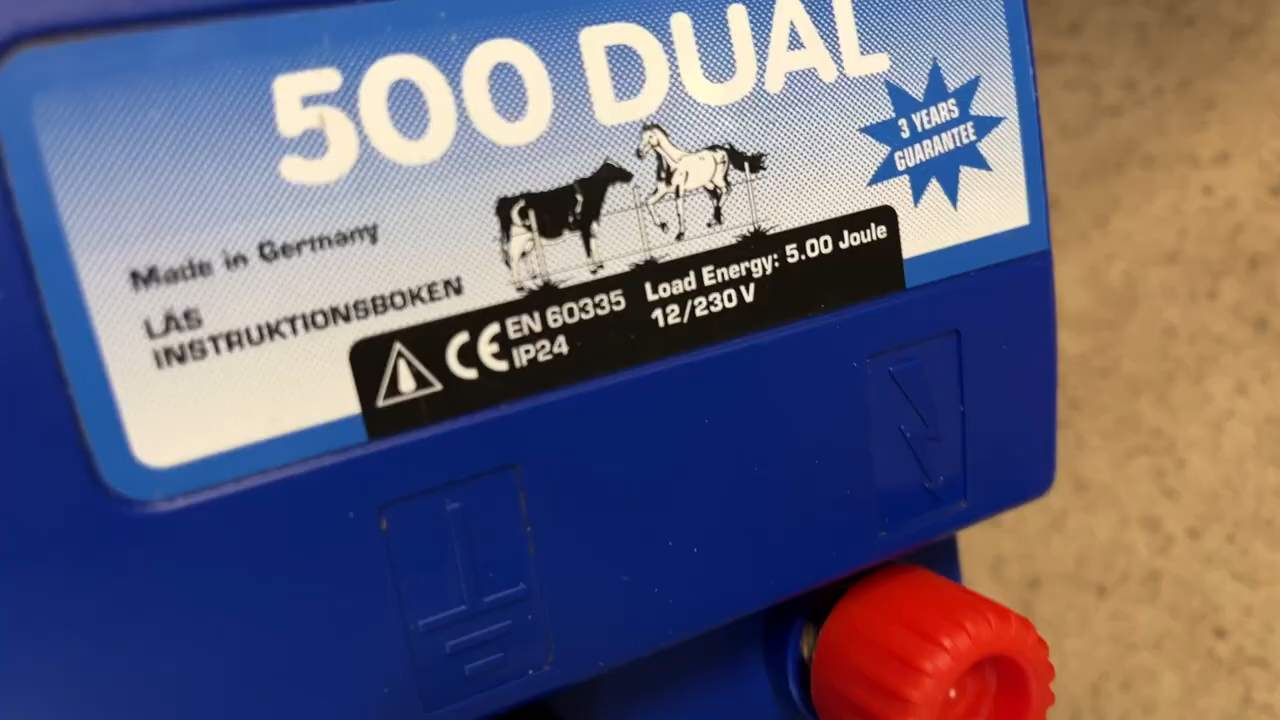 500 DUAL
3 YEARS
GUARANTEE
Made in Germany
LÄS
INSTRUKTIONSBOKEN
CE
EN 60335
IP24
Load Energy: 5.00 Joule
12/230 V